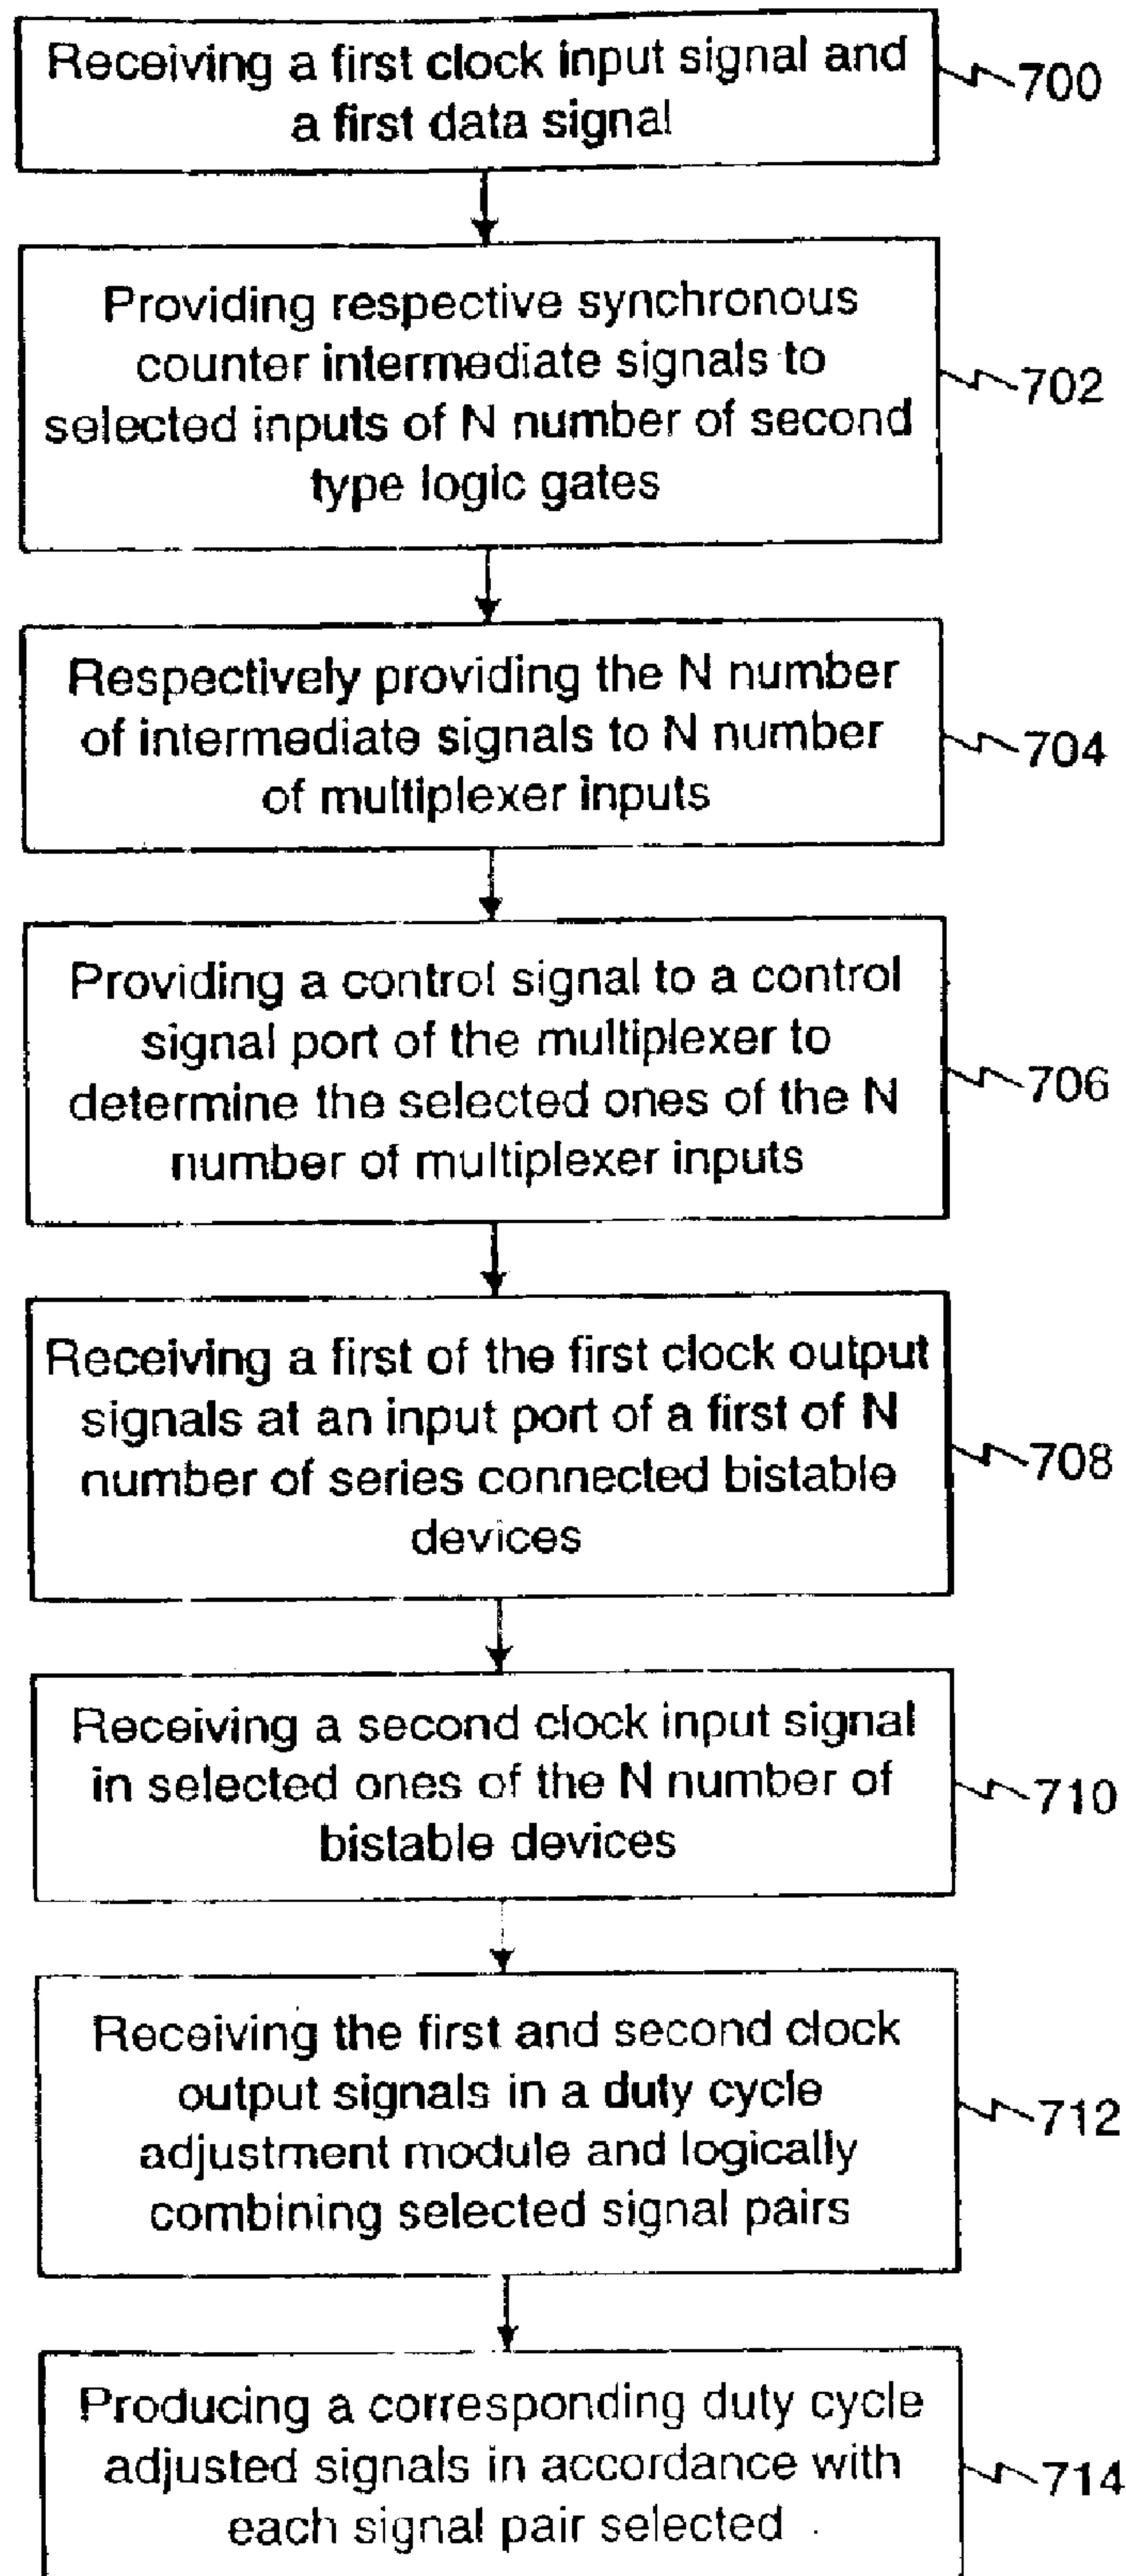 Receiving a first clock input signal and
a first data signal
700
Providing respective synchronous
counter intermediate signals to
selected inputs of N number of second
type logic gates
702
Respectively providing the N number
of intermediate signals to N number
of multiplexer inputs
704
Providing a control signal to a control
signal port of the multiplexer to
determine the selected ones of the N
number of multiplexer inputs
706
Receiving a first of the first clock output
signals at an input port of a first of N
number of series connected bistable
devices
708
Receiving a second clock input signal
in selected ones of the N number of
bistable devices
710
Receiving the first and second clock
output signals in a duty cycle
adjustment module and logically
combining selected signal pairs
712
Producing a corresponding duty cycle
adjusted signals in accordance with
each signal pair selected
714